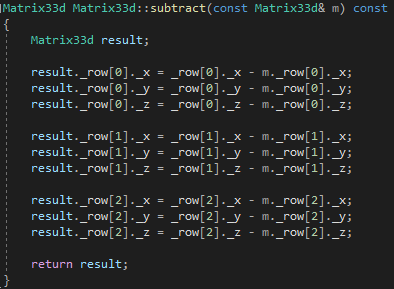 Matrix33d Matrix33d::subtract(const Matrix33d& m) const
{
Matrix33d result;
result._row[0]._x = _row[0]._x - m._row[0]._x;
result._row[0]._y = _row[0]._y - m._row[0]._y;
result._row[0]._z = _row[0]._z - m._row[0]._z;
result._row[1]._x = _row[1]._x - m._row[1]._x;
result._row[1]._y = _row[1]._y - m._row[1]._y;
result._row[1]._z = _row[1]._z - m._row[1]._z;
result._row[2]._x = _row[2]._x - m._row[2]._x;
result._row[2]._y = _row[2]._y - m._row[2]._y;
result._row[2]._z = _row[2]._z - m._row[2]._z;
return result;
}